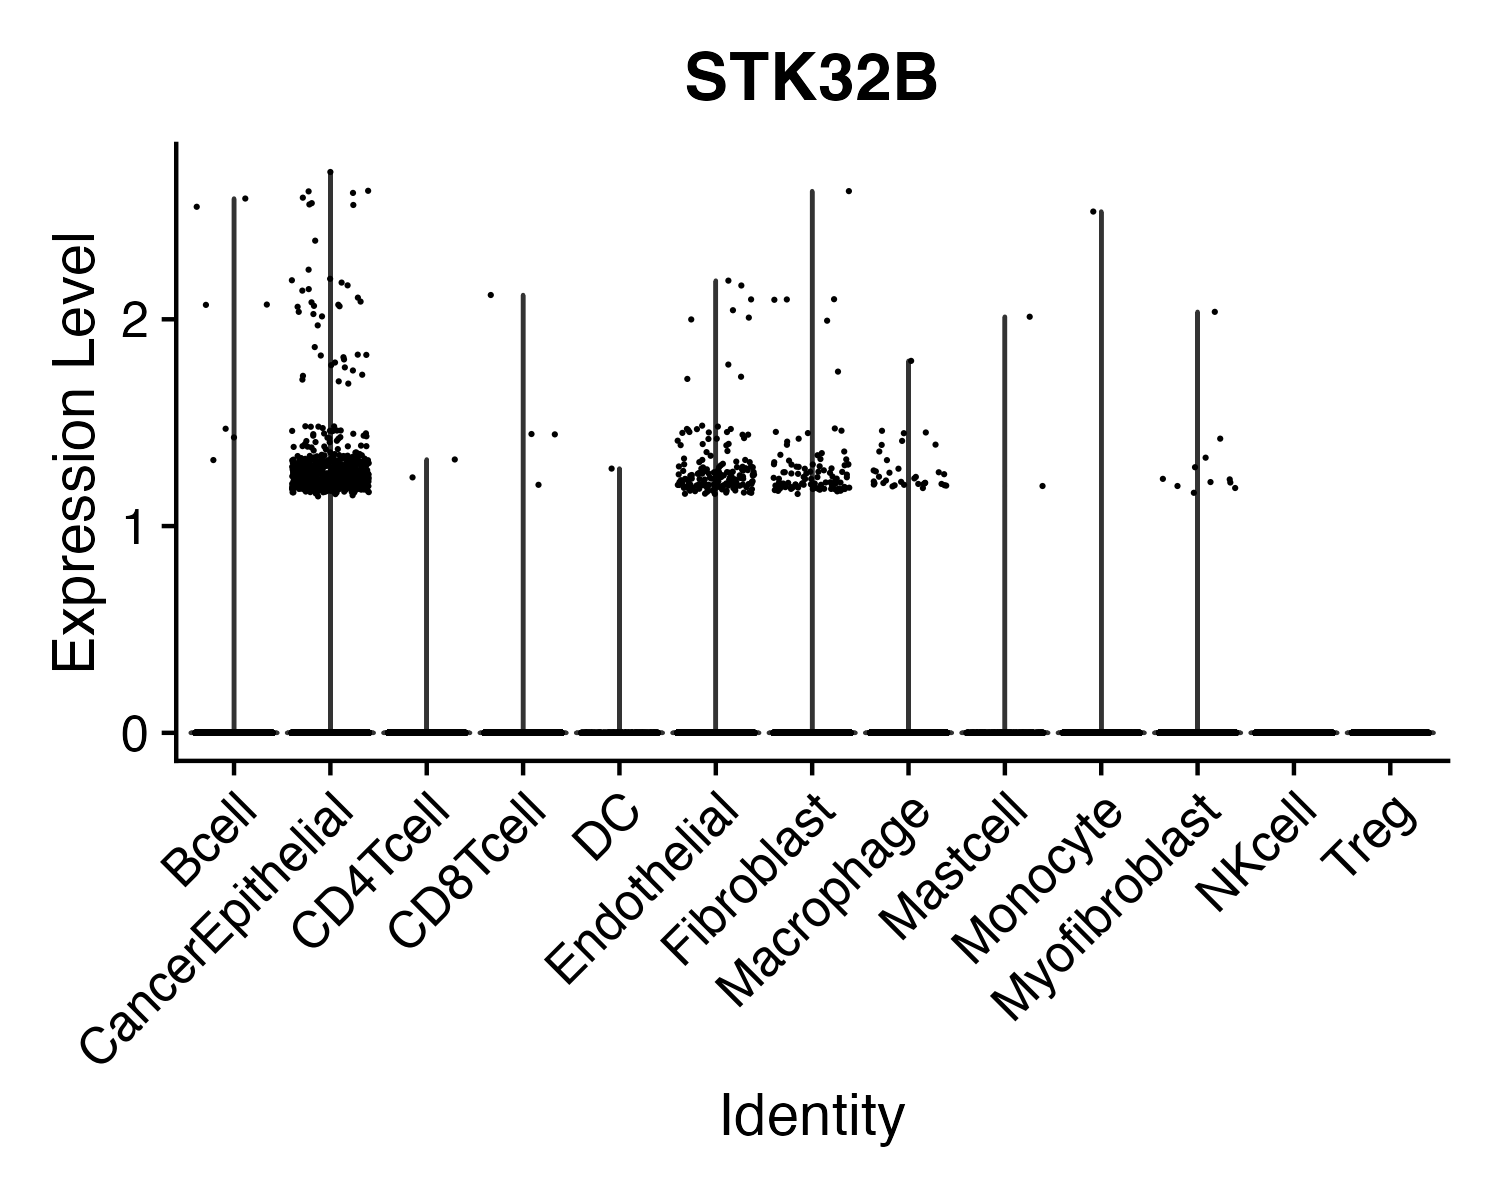 STK32B
Expression Level
2
1
0
Bcell
CancerEpithelial
CD4Tcell
CD8Tcell
DC
Endothelial
Fibroblast
Macrophage
Mastcell
Monocyte
Myofibroblast
NKcell
Treg
Identity